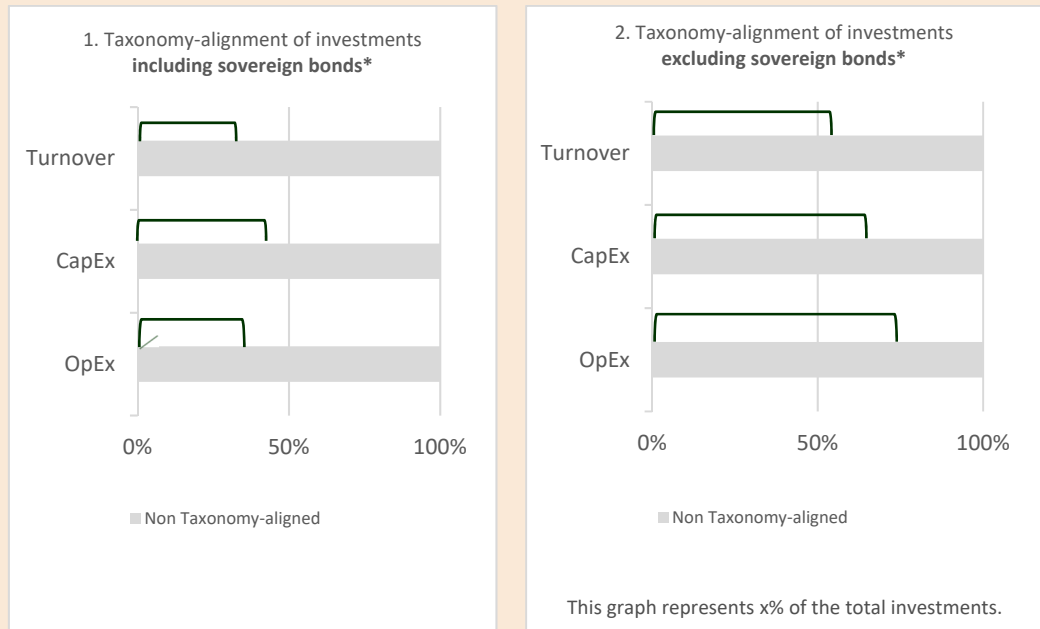 1. Taxonomy-alignment of investments
including sovereign bonds*
Turnover
CapEx
OpEx
0%
50%
100%
Non Taxonomy-aligned
2. Taxonomy-alignment of investments
excluding sovereign bonds*
Turnover
CapEx
OpEx
0%
50%
100%
Non Taxonomy-aligned
This graph represents x% of the total investments.